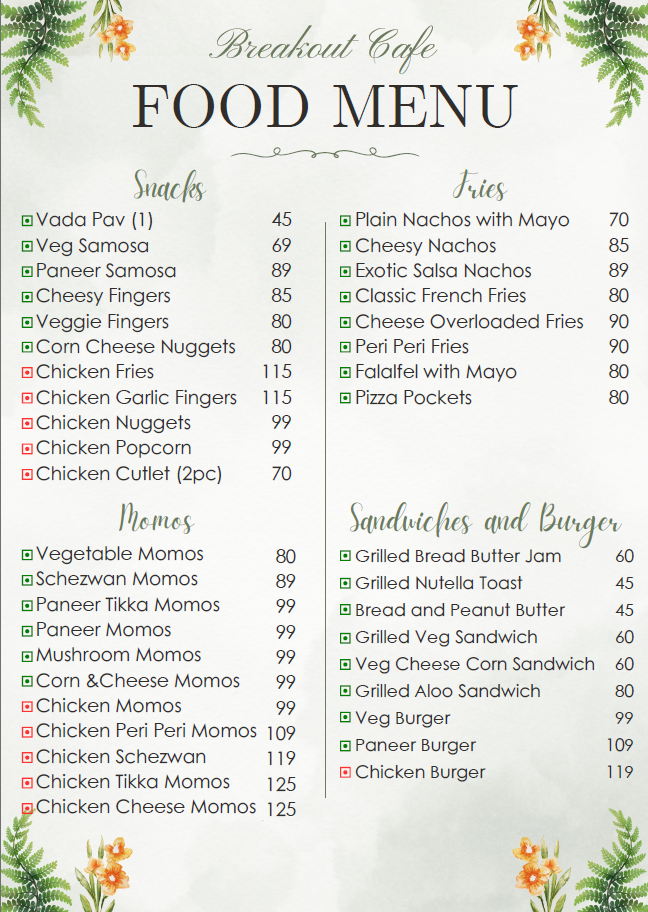 Breakout Cafe
FOOD MENU
Snacks
Vada Pav (1) 45
Veg Samosa 69
Paneer Samosa 89
Cheesy Fingers 85
Veggie Fingers 80
Corn Cheese Nuggets 80
Chicken Fries 115
Chicken Garlic Fingers 115
Chicken Nuggets 99
Chicken Popcorn 99
Chicken Cutlet (2pc) 70
Fries
Plain Nachos with Mayo 70
Cheesy Nachos 85
Exotic Salsa Nachos 89
Classic French Fries 80
Cheese Overloaded Fries 90
Peri Peri Fries 90
Falalfel with Mayo 80
Pizza Pockets 80
Momos
Vegetable Momos 80
Schezwan Momos 89
Paneer Tikka Momos 99
Paneer Momos 99
Mushroom Momos 99
Corn &Cheese Momos 99
Chicken Momos 99
Chicken Peri Peri Momos 109
Chicken Schezwan 119
Chicken Tikka Momos 125
Chicken Cheese Momos 125
Sandwiches and Burger
Grilled Bread Butter Jam 60
Grilled Nutella Toast 45
Bread and Peanut Butter 45
Grilled Veg Sandwich 60
Veg Cheese Corn Sandwich 60
Grilled Aloo Sandwich 80
Veg Burger 99
Paneer Burger 109
Chicken Burger 119